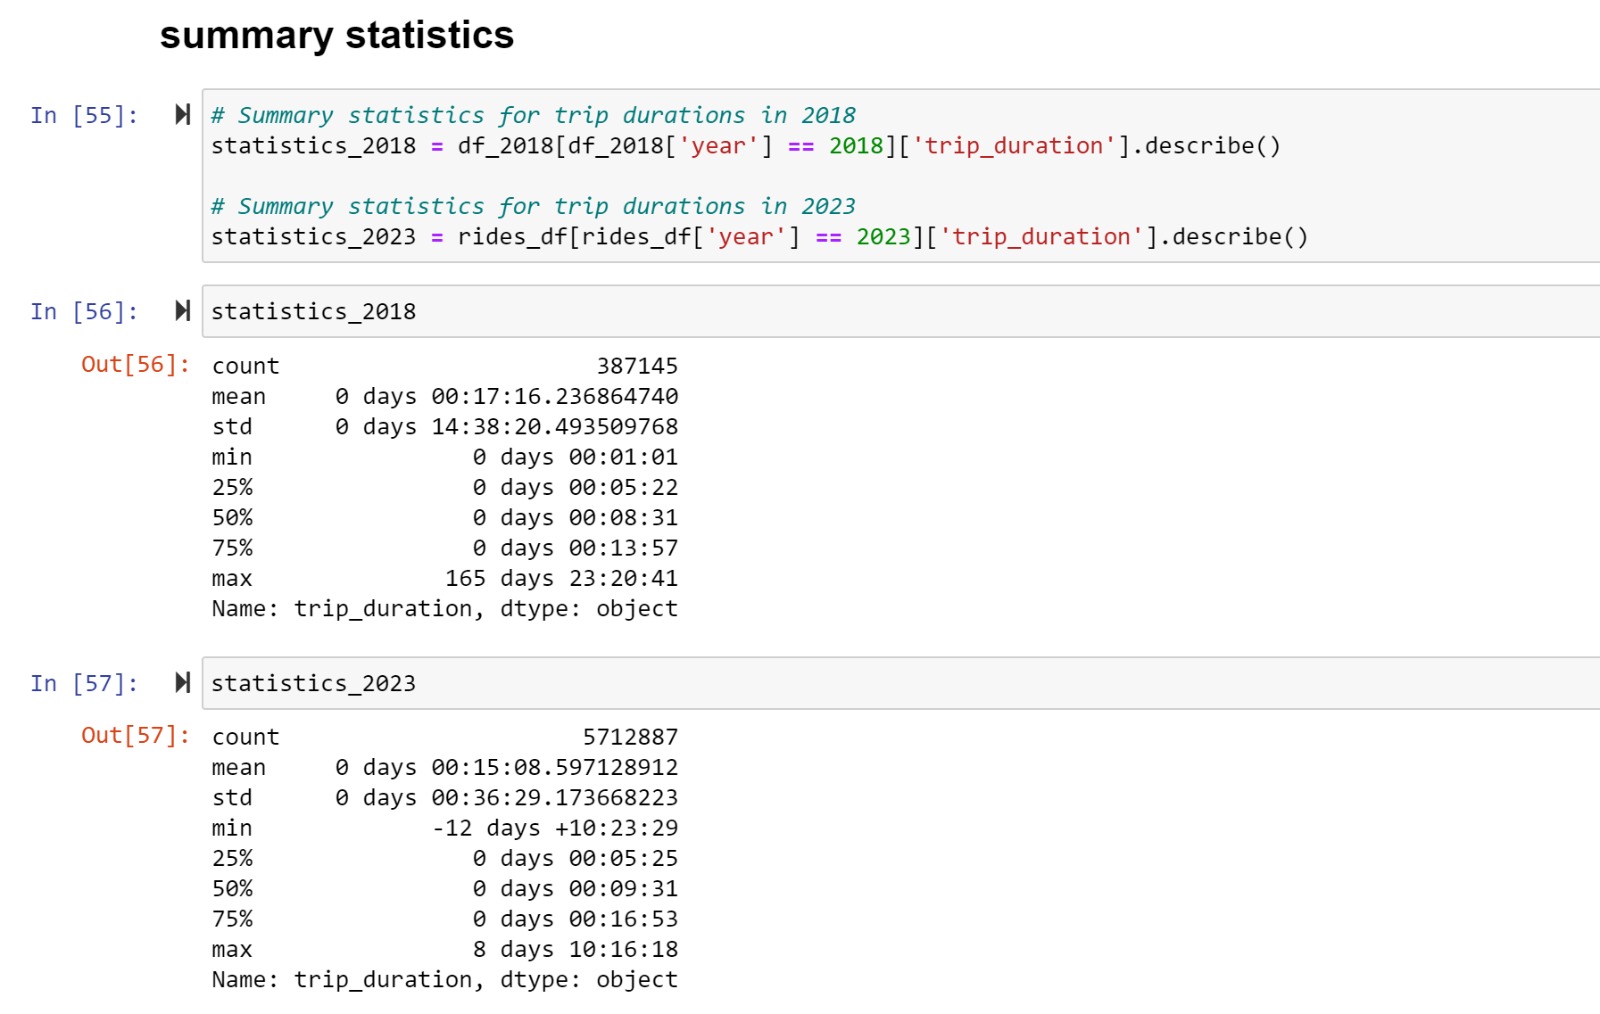 summary statistics
In [55]:
# Summary statistics for trip durations in 2018
statistics_2018 = df_2018[df_2018['year'] == 2018]['trip_duration'].describe()
# Summary statistics for trip durations in 2023
statistics_2023 = rides_df[rides_df['year'] == 2023]['trip_duration'].describe()
In [56]: statistics_2018
Out[56]: count 387145
mean 0 days 00:17:16.236864740
std 0 days 14:38:20.493509768
min 0 days 00:01:01
25% 0 days 00:05:22
50% 0 days 00:08:31
75% 0 days 00:13:57
max 165 days 23:20:41
Name: trip_duration, dtype: object
In [57]: statistics_2023
Out[57]: count 5712887
mean 0 days 00:15:08.597128912
std 0 days 00:36:29.173668223
min -12 days +10:23:29
25% 0 days 00:05:25
50% 0 days 00:09:31
75% 0 days 00:16:53
max 8 days 10:16:18
Name: trip_duration, dtype: object